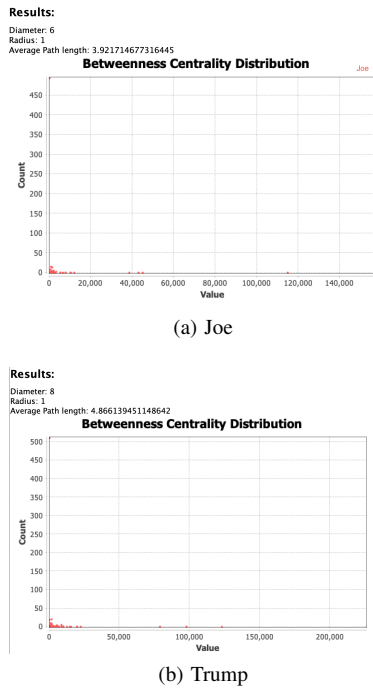 Results:
Diameter: 6
Radius: 1
Average Path length: 3.921714677316445
Betweenness Centrality Distribution
Joe
450
400
350
300
250
200
150
100
50
0
Count
0 20,000 40,000 60,000 80,000 100,000 120,000 140,000
Value
(a) Joe
Results:
Diameter: 8
Radius: 1
Average Path length: 4.866139451148642
Betweenness Centrality Distribution
500
450
400
350
300
250
200
150
100
50
0
Count
0 50,000 100,000 150,000 200,000
Value
(b) Trump